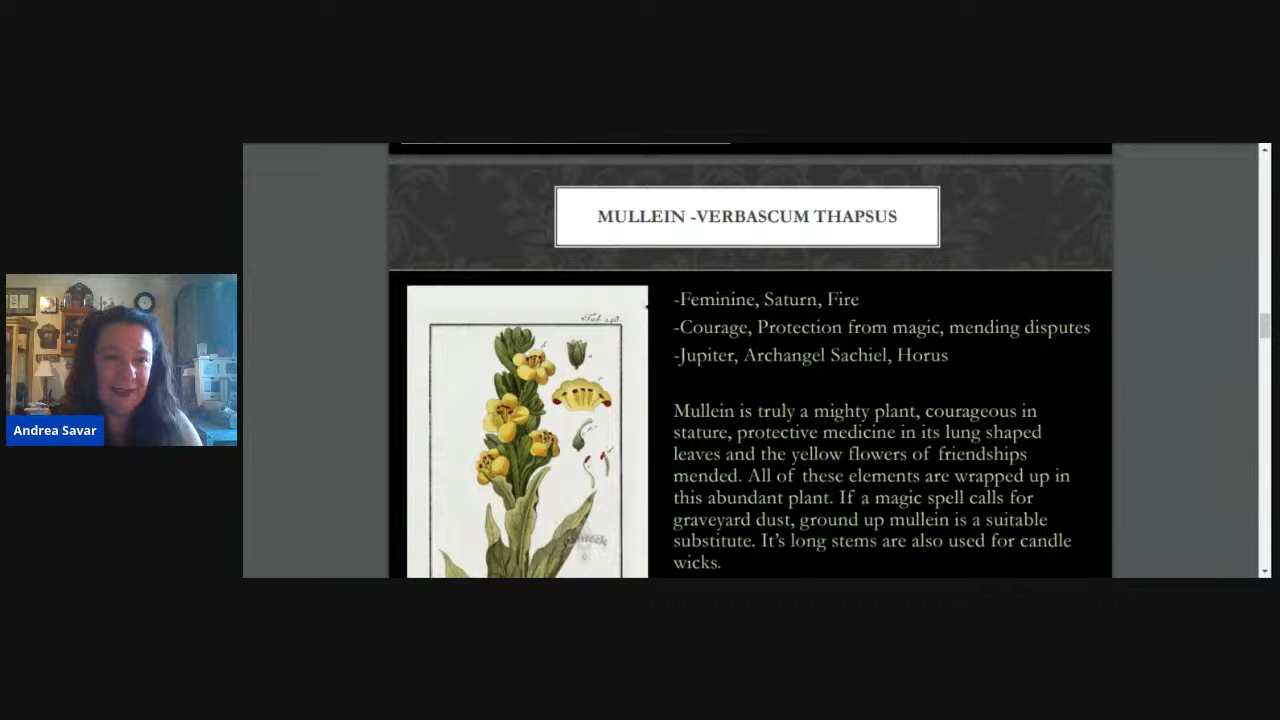 MULLEIN -VERBASCUM THAPSUS
-Feminine, Saturn, Fire
-Courage, Protection from magic, mending disputes
-Jupiter, Archangel Sachiel, Horus
Mullein is truly a mighty plant, courageous in
stature, protective medicine in its lung shaped
leaves and the yellow flowers of friendships
mended. All of these elements are wrapped up in
this abundant plant. If a magic spell calls for
graveyard dust, ground up mullein is a suitable
substitute. It's long stems are also used for candle
wicks.
Andrea Savar